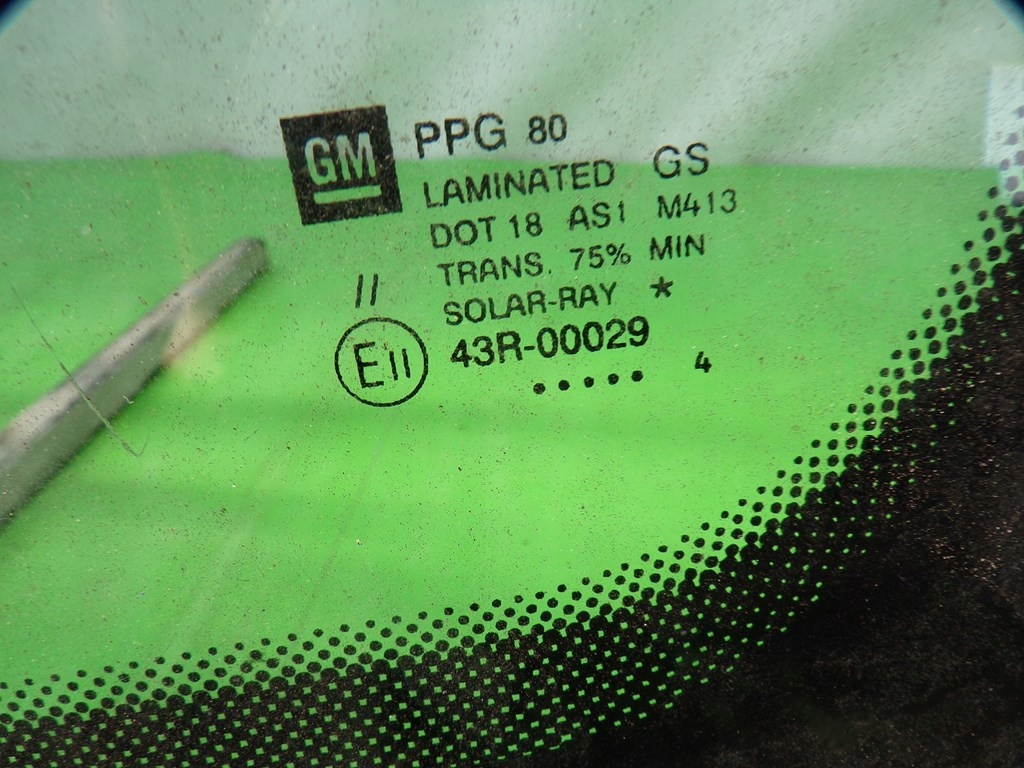 GM
PPG 80
LAMINATED GS
DOT 18 AS1 M413
TRANS. 75% MIN
SOLAR-RAY *
//
E11 43R-00029
..... 4